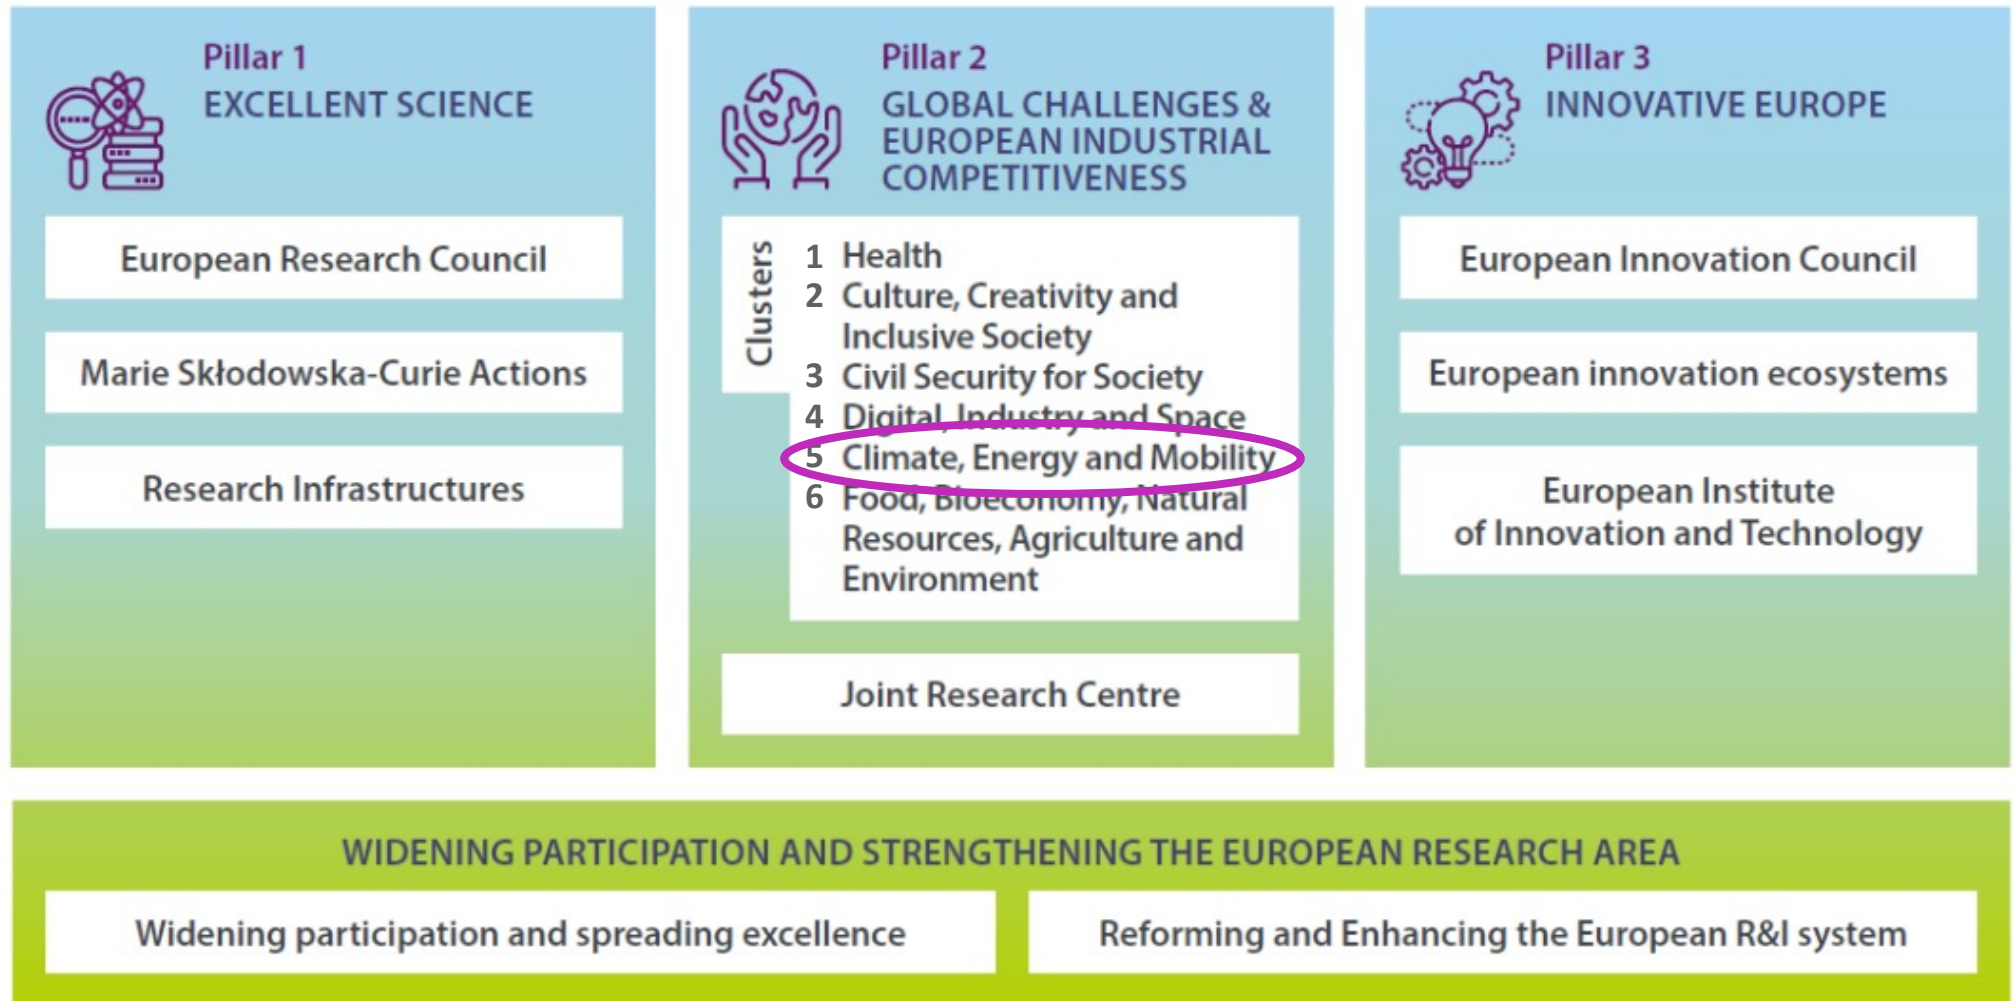 Pillar 1
EXCELLENT SCIENCE
European Research Council
Marie Skłodowska-Curie Actions
Research Infrastructures
Pillar 2
GLOBAL CHALLENGES &
EUROPEAN INDUSTRIAL
COMPETITIVENESS
Clusters
1 Health
2 Culture, Creativity and
Inclusive Society
3 Civil Security for Society
4 Digital, Industry and Space
5 Climate, Energy and Mobility
6 Food, Bioeconomy, Natural
Resources, Agriculture and
Environment
Joint Research Centre
Pillar 3
INNOVATIVE EUROPE
European Innovation Council
European innovation ecosystems
European Institute
of Innovation and Technology
WIDENING PARTICIPATION AND STRENGTHENING THE EUROPEAN RESEARCH AREA
Widening participation and spreading excellence
Reforming and Enhancing the European R&I system